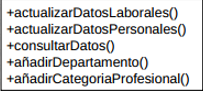 +actualizarDatosLaborales()
+actualizarDatosPersonales()
+consultarDatos()
+añadirDepartamento()
+añadirCategoriaProfesional()